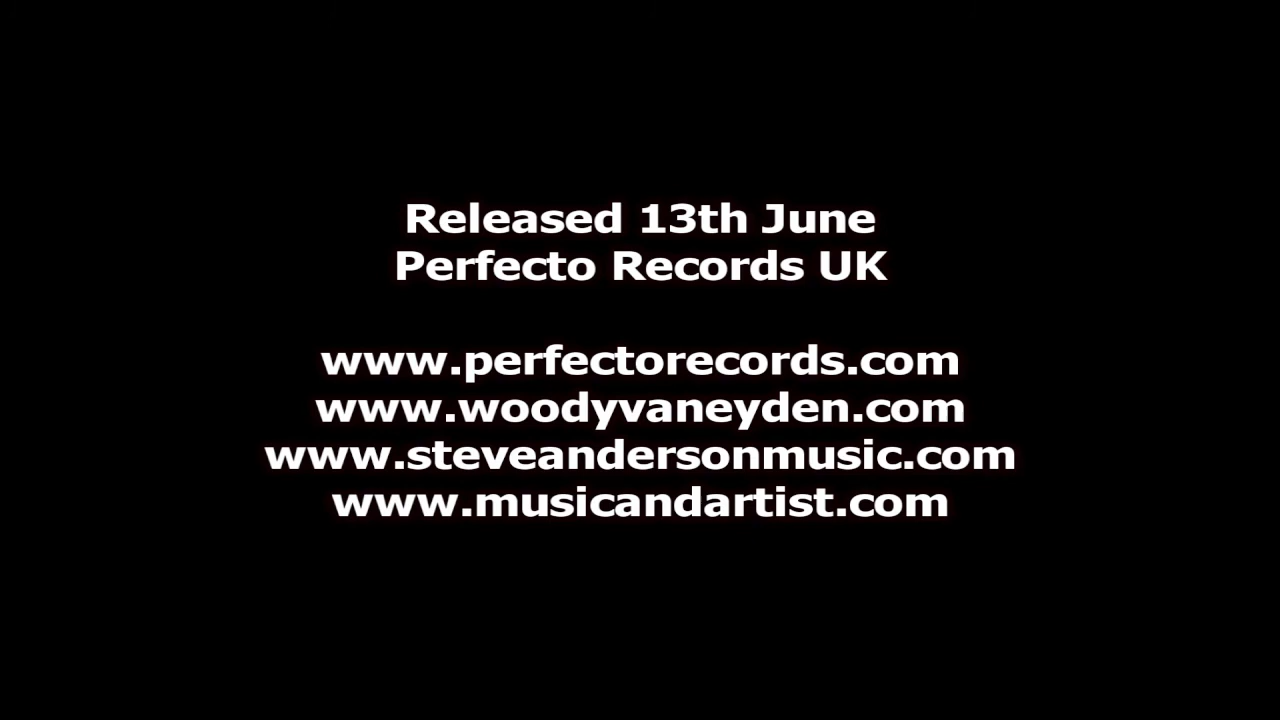 Released 13th June
Perfecto Records UK
www.perfectorecords.com
www.woodyvaneyden.com
www.steveandersonmusic.com
www.musicandartist.com